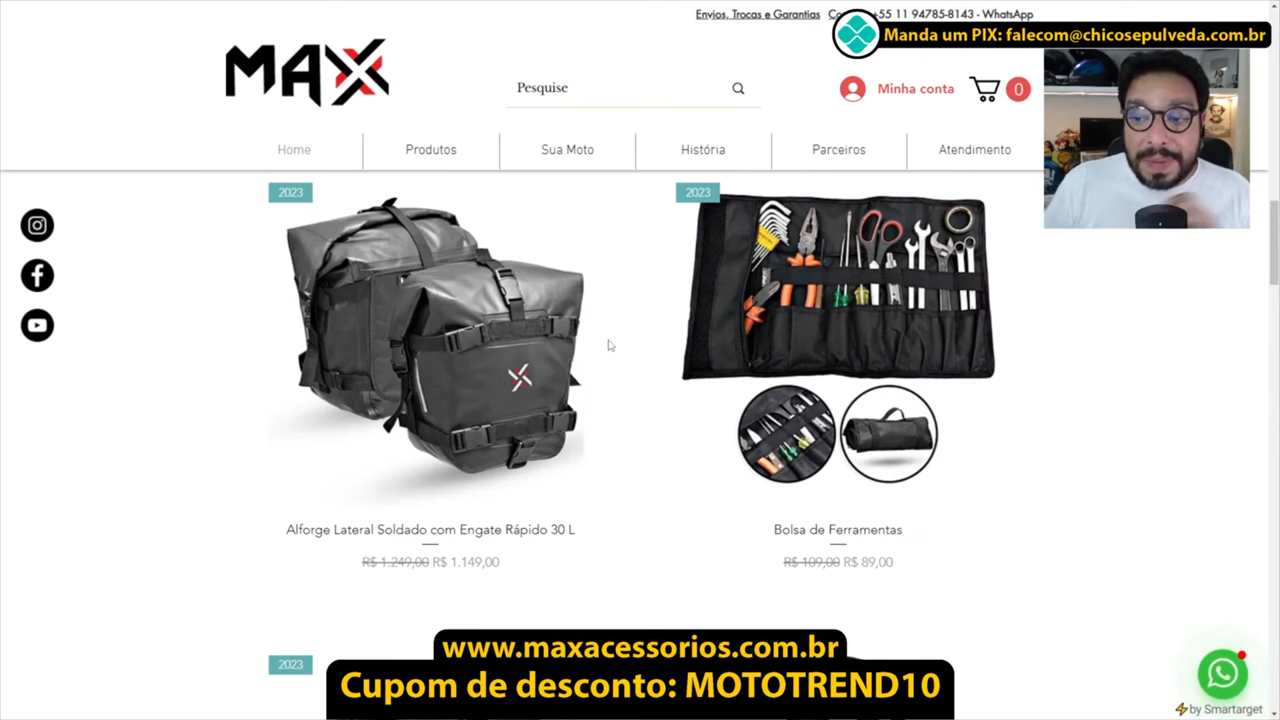 Envios, Trocas e Garantias
+55 11 94785-8143 - WhatsApp
Manda um PIX: falecom@chicosepulveda.com.br
MAX
Pesquise
Minha conta
0
Home
Produtos
Sua Moto
História
Parceiros
Atendimento
2023
2023
Alforge Lateral Soldado com Engate Rápido 30 L
R$ 1.249,00 R$ 1.149,00
Bolsa de Ferramentas
R$ 109,00 R$ 89,00
2023
www.maxacessorios.com.br
Cupom de desconto: MOTOTREND10
by Smartarget